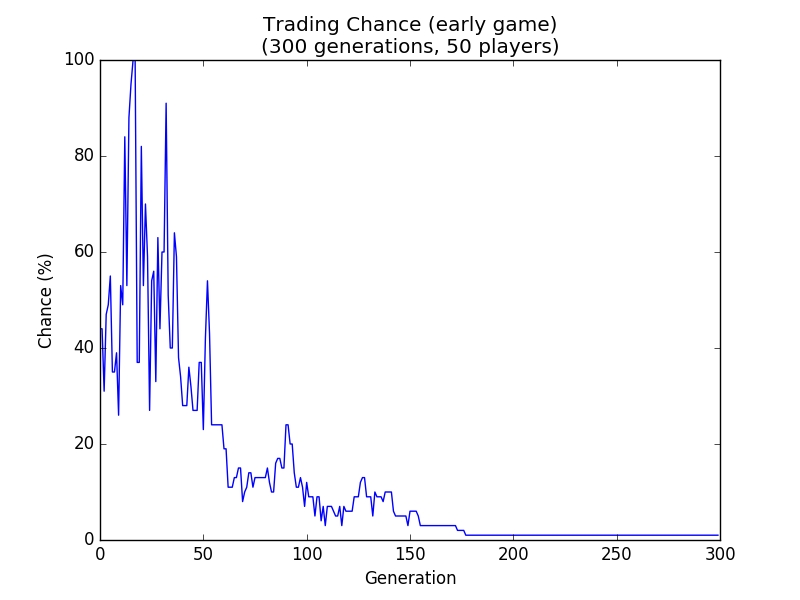 Trading Chance (early game)
(300 generations, 50 players)
100
80
60
40
20
0
Chance (%)
0 50 100 150 200 250 300
Generation